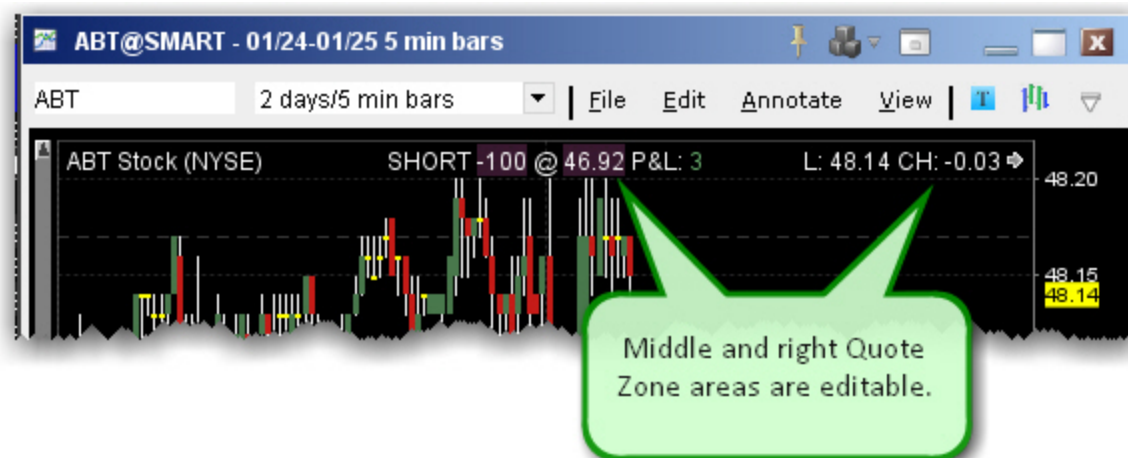 ABT@SMART - 01/24-01/25 5 min bars
ABT 2 days/5 min bars File Edit Annotate View T
ABT Stock (NYSE) SHORT -100 @ 46.92 P&L: 3 L: 48.14 CH: -0.03
48.20
48.15
48.14
Middle and right Quote
Zone areas are editable.